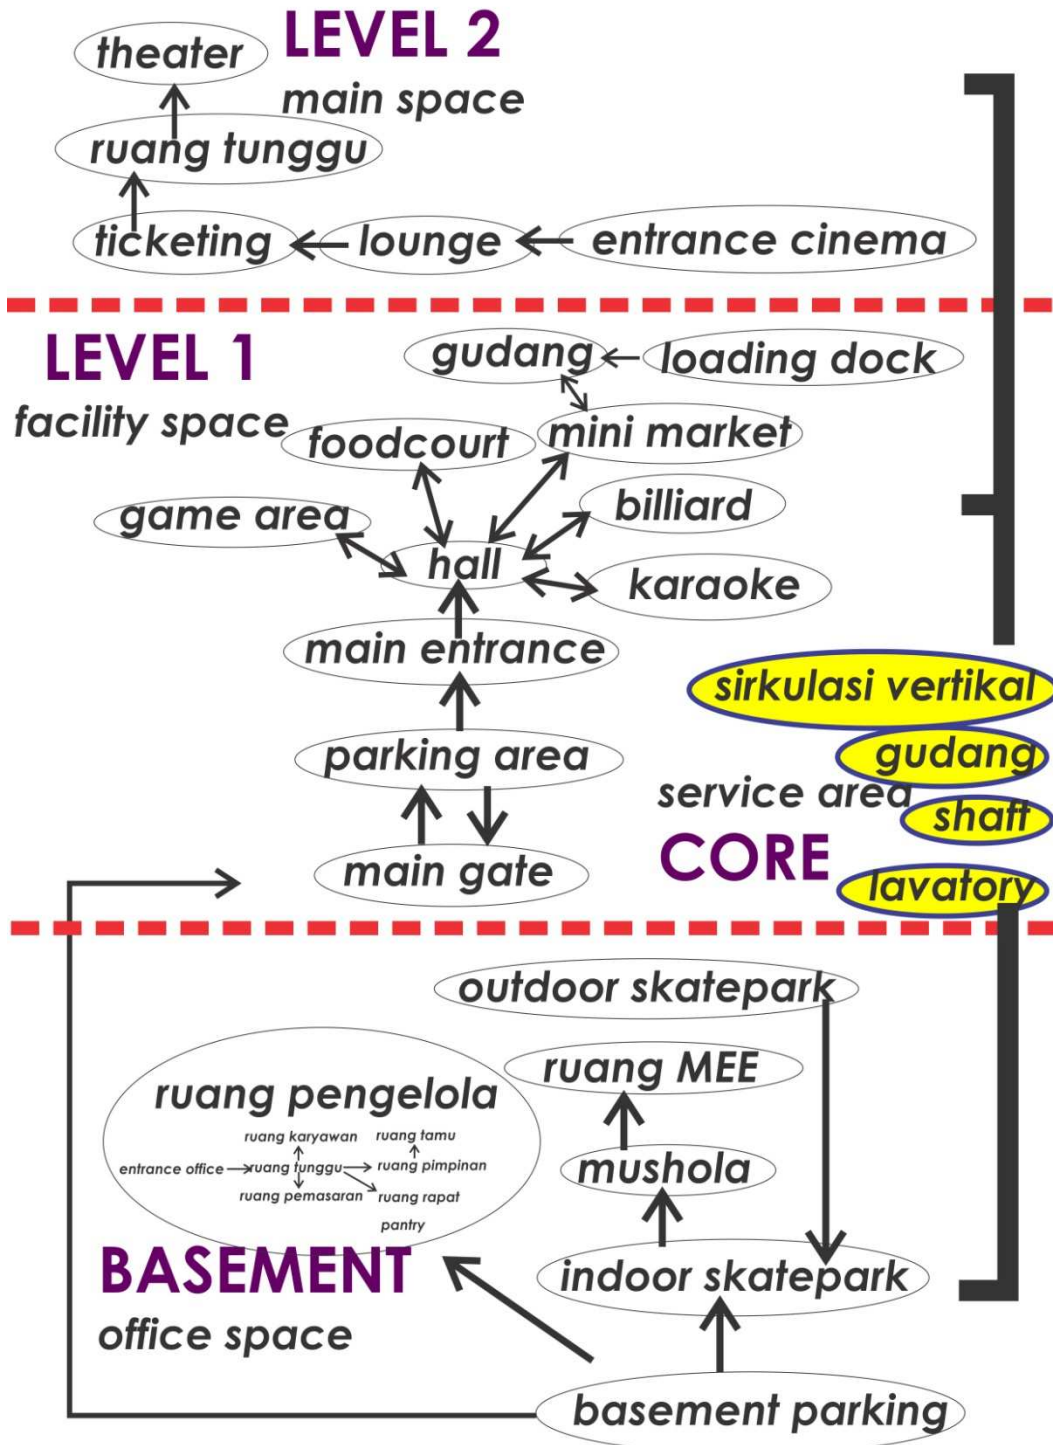 LEVEL 2
main space
theater
ruang tunggu
ticketing
lounge
entrance cinema
LEVEL 1
facility space
gudang
loading dock
foodcourt
mini market
game area
billiard
hall
karaoke
main entrance
parking area
main gate
sirkulasi vertikal
gudang
service area
shaft
CORE
lavatory
outdoor skatepark
ruang MEE
ruang pengelola
ruang karyawan
ruang tamu
entrance office
ruang tunggu
ruang pimpinan
ruang pemasaran
ruang rapat
pantry
mushola
BASEMENT
office space
indoor skatepark
basement parking